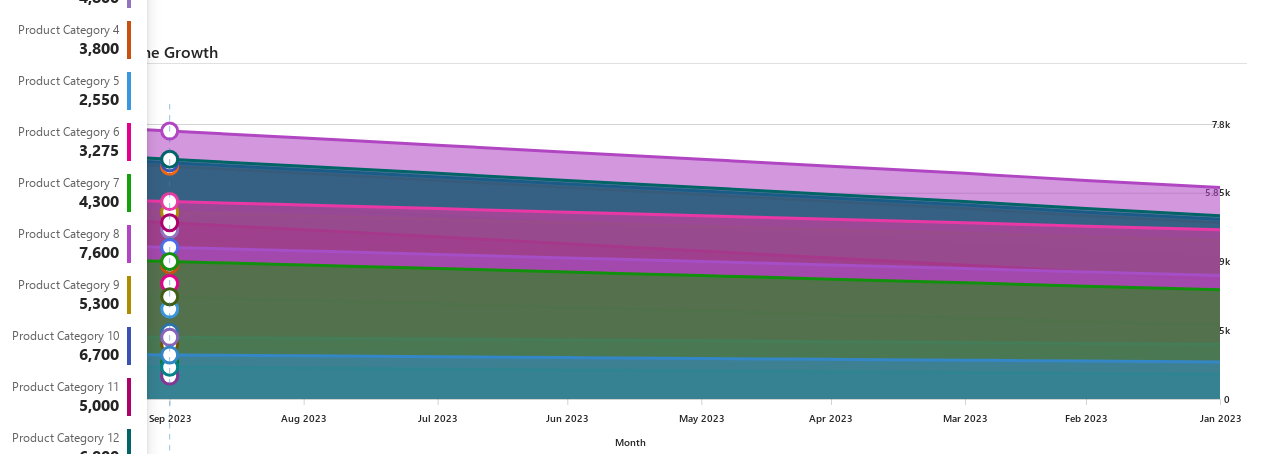 Product Category 4
3,800
ne Growth
Product Category 5
2,550
Product Category 6
3,275
Product Category 7
4,300
Product Category 8
7,600
Product Category 9
5,300
Product Category 10
6,700
Product Category 11
5,000
Product Category 12
7.8k
5.85k
9k
5k
0
Sep 2023 Aug 2023 Jul 2023 Jun 2023 May 2023 Apr 2023 Mar 2023 Feb 2023 Jan 2023
Month